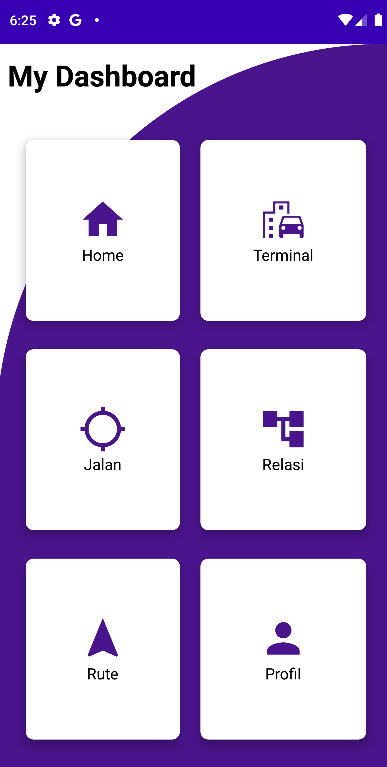 6:25
My Dashboard
Home
Terminal
Jalan
Relasi
Rute
Profil